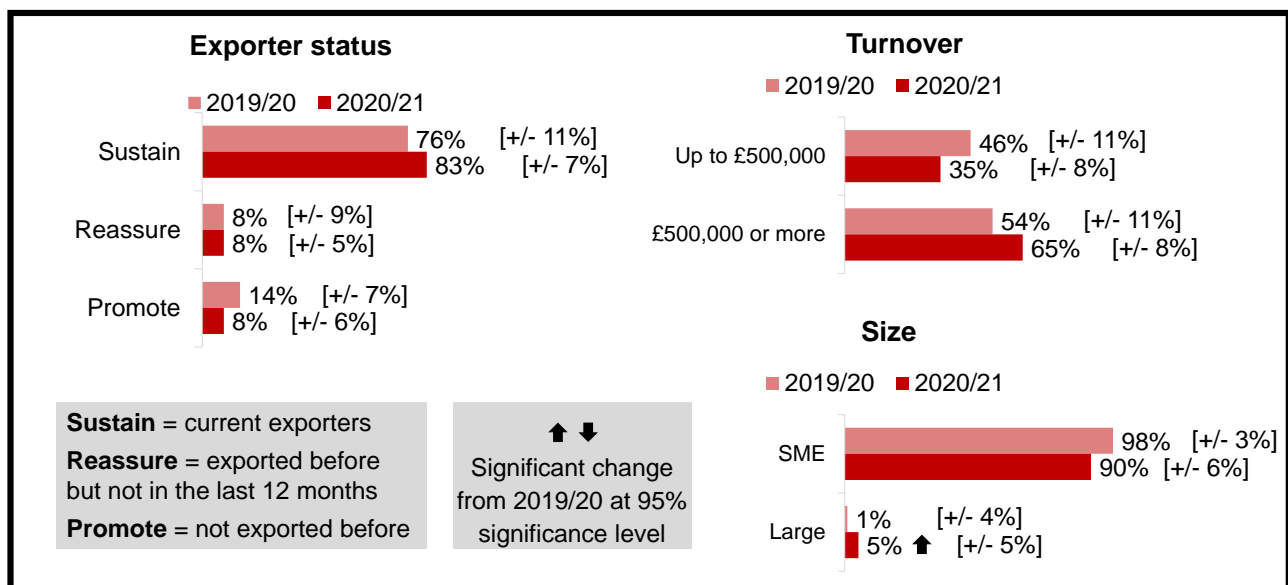 Exporter status
2019/20 2020/21
Sustain
76% [+/- 11%]
83% [+/- 7%]
Reassure
8% [+/- 9%]
8% [+/- 5%]
Promote
14% [+/- 7%]
8% [+/- 6%]
Sustain = current exporters
Reassure = exported before
but not in the last 12 months
Promote = not exported before
⬆ ⬇
Significant change
from 2019/20 at 95%
significance level
Turnover
2019/20 2020/21
Up to £500,000
46% [+/- 11%]
35% [+/- 8%]
£500,000 or more
54% [+/- 11%]
65% [+/- 8%]
Size
2019/20 2020/21
SME
98% [+/- 3%]
90% [+/- 6%]
Large
1% [+/- 4%]
5% ⬆ [+/- 5%]